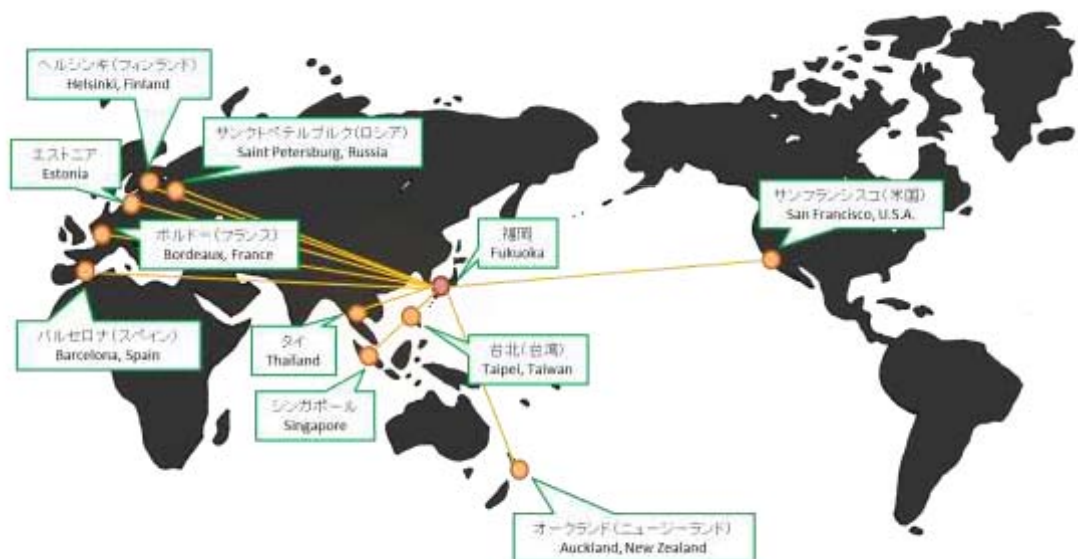 ヘルシンキ(フィンランド)
Helsinki, Finland
サンクトペテルブルク(ロシア)
Saint Petersburg, Russia
エストニア
Estonia
ボルドー(フランス)
Bordeaux, France
福岡
Fukuoka
サンフランシスコ(米国)
San Francisco, U.S.A.
バルセロナ(スペイン)
Barcelona, Spain
タイ
Thailand
台北(台湾)
Taipei, Taiwan
シンガポール
Singapore
オークランド(ニュージーランド)
Auckland, New Zealand